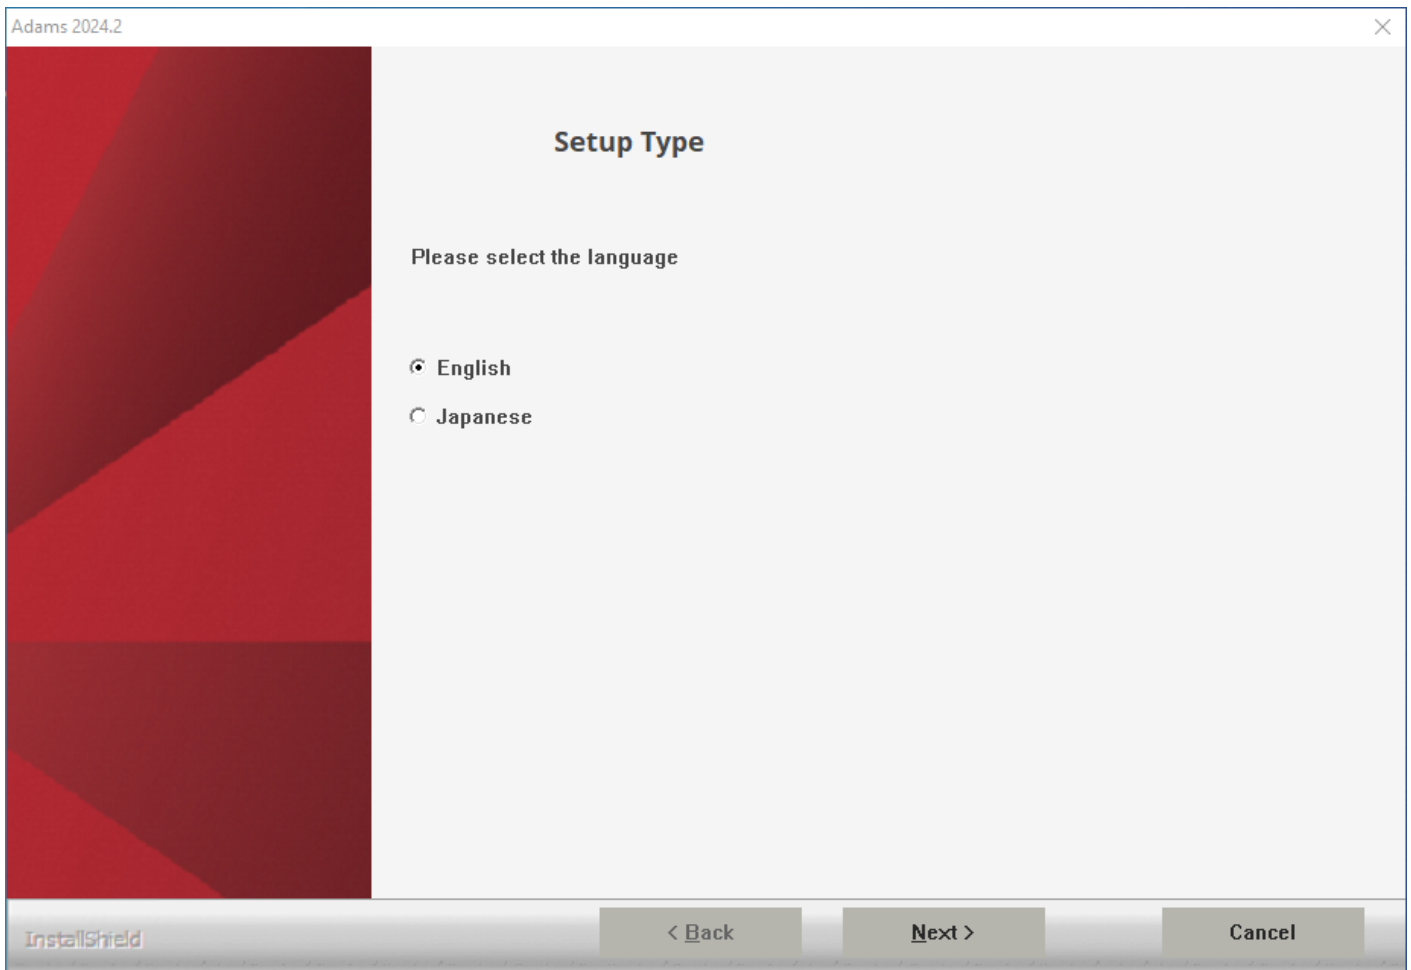 Adams 2024.2
Setup Type
Please select the language
English
Japanese
InstallShield
< Back
Next >
Cancel